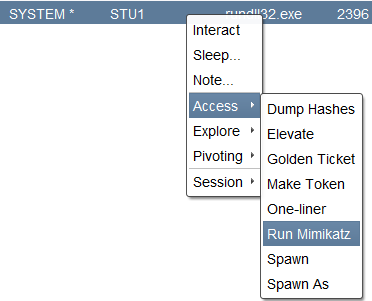 SYSTEM * STU1 rundll32.exe 2396
Interact
Sleep...
Note...
Access
Explore
Pivoting
Session
Dump Hashes
Elevate
Golden Ticket
Make Token
One-liner
Run Mimikatz
Spawn
Spawn As